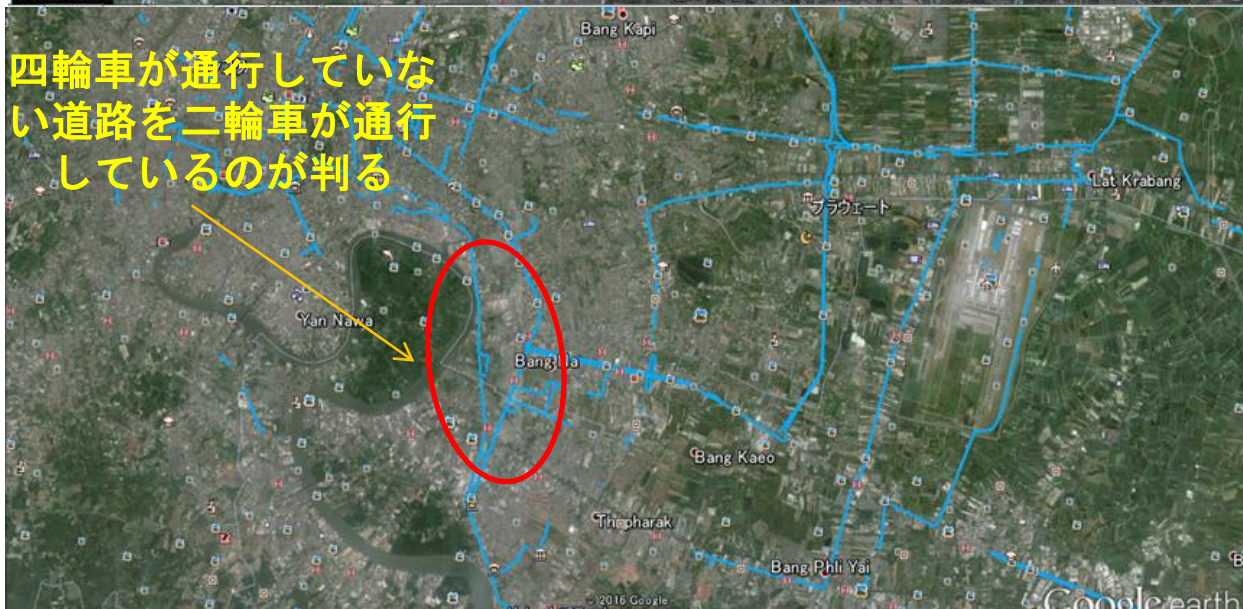 Bang Kapi
四輪車が通行していな
い道路を二輪車が通行
しているのが判る
Lat Krabang
プラウェート
Yan Nawa
Bang Na
Bang Kaeo
Thepharak
Bang Phli Yai
© 2016 Google
Google earth